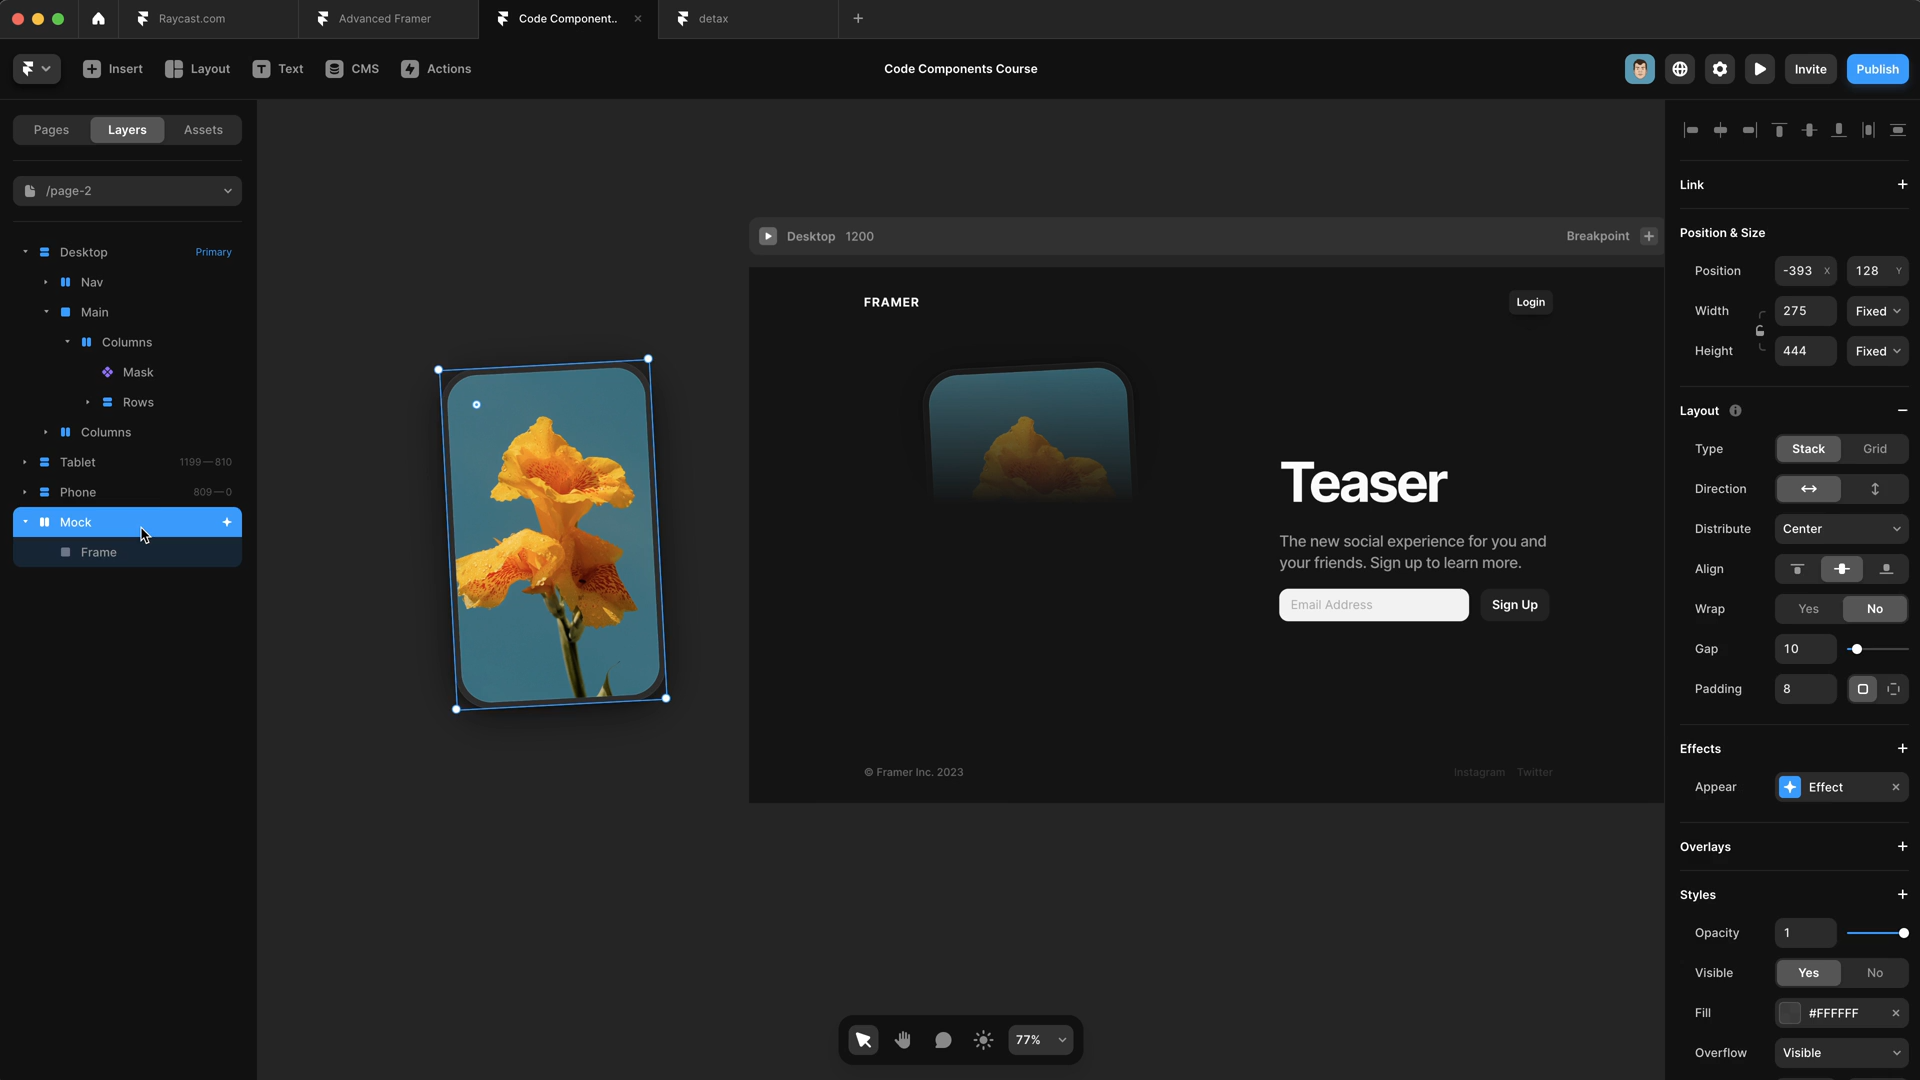 Raycast.com
Advanced Framer
Code Component..
detax
Insert
Layout
Text
CMS
Actions
Code Components Course
Invite
Publish
Pages
Layers
Assets
/page-2
Desktop
Primary
Nav
Main
Columns
Mask
Rows
Columns
Tablet
1199—810
Phone
809—0
Mock
Frame
Desktop 1200
Breakpoint
FRAMER
Login
Teaser
The new social experience for you and
your friends. Sign up to learn more.
Email Address
Sign Up
© Framer Inc. 2023
Instagram
Twitter
77%
Link
Position & Size
Position
-393 X
128 Y
Width
275
Fixed
Height
444
Fixed
Layout
Type
Stack
Grid
Direction
Distribute
Center
Align
Wrap
Yes
No
Gap
10
Padding
8
Effects
Appear
Effect
Overlays
Styles
Opacity
1
Visible
Yes
No
Fill
#FFFFFF
Overflow
Visible